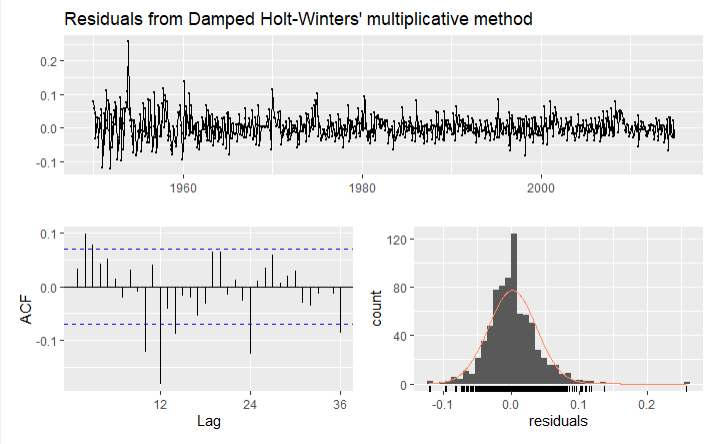 Residuals from Damped Holt-Winters' multiplicative method
0.2
0.1
0.0
-0.1
1960 1980 2000
0.1
0.0
-0.1
ACF
12 24 36
Lag
120
80
40
0
count
-0.1 0.0 0.1 0.2
residuals